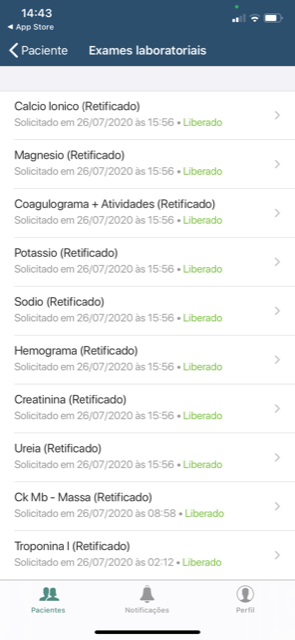 14:43
◀ App Store
Paciente
Exames laboratoriais
Calcio Ionico (Retificado)
Solicitado em 26/07/2020 às 15:56 • Liberado
Magnesio (Retificado)
Solicitado em 26/07/2020 às 15:56 • Liberado
Coagulograma + Atividades (Retificado)
Solicitado em 26/07/2020 às 15:56 • Liberado
Potassio (Retificado)
Solicitado em 26/07/2020 às 15:56 • Liberado
Sodio (Retificado)
Solicitado em 26/07/2020 às 15:56 • Liberado
Hemograma (Retificado)
Solicitado em 26/07/2020 às 15:56 • Liberado
Creatinina (Retificado)
Solicitado em 26/07/2020 às 15:56 • Liberado
Ureia (Retificado)
Solicitado em 26/07/2020 às 15:56 • Liberado
Ck Mb - Massa (Retificado)
Solicitado em 26/07/2020 às 08:58 • Liberado
Troponina I (Retificado)
Solicitado em 26/07/2020 às 02:12 • Liberado
Pacientes
Notificações
Perfil